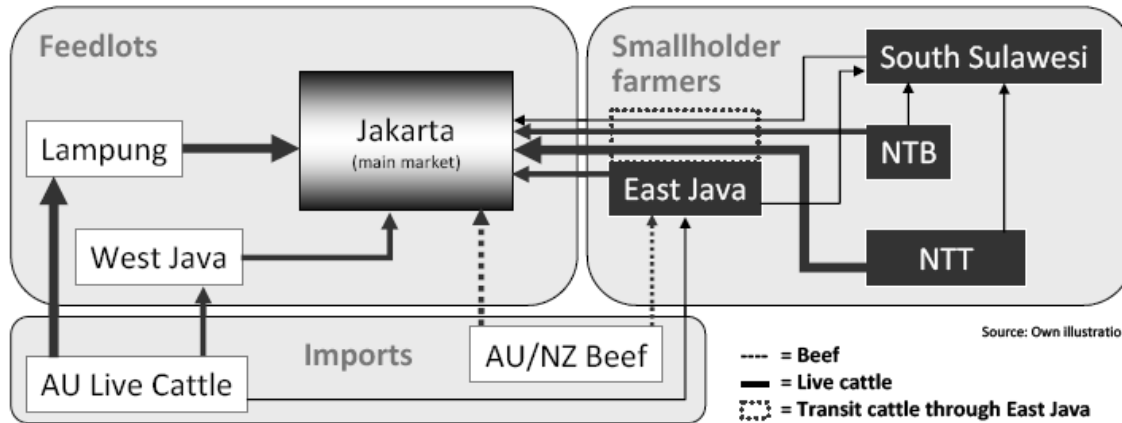 Feedlots
Smallholder
farmers
South Sulawesi
Jakarta
(main market)
Lampung
NTB
East Java
West Java
NTT
Source: Own illustratio
Imports
AU/NZ Beef
AU Live Cattle
= Beef
= Live cattle
= Transit cattle through East Java